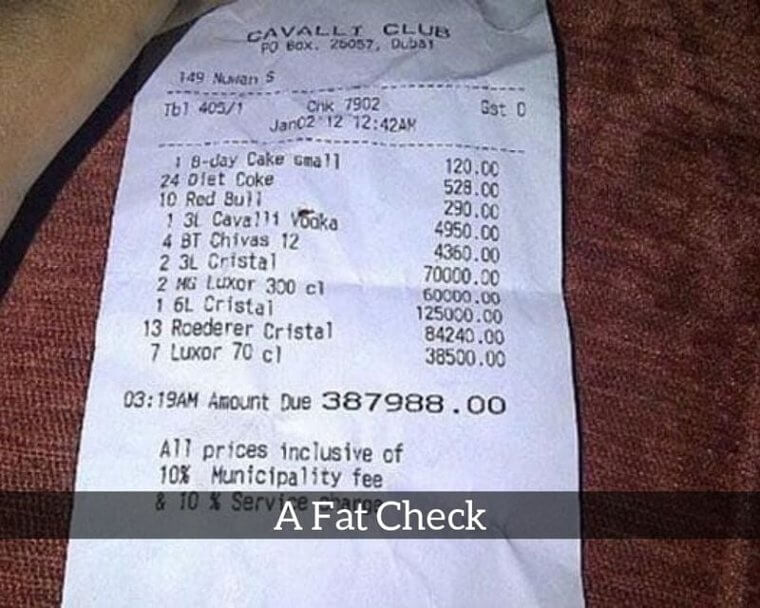 CAVALLI CLUB
PO Box. 26057, Dubai
149 Nuwan S
Tbl 405/1 Chk 7902 Gst 0
Jan02'12 12:42AM
1 B-day Cake small 120.00
24 Diet Coke 528.00
10 Red Bull 290.00
1 3L Cavalli Vodka 4950.00
4 BT Chivas 12 4360.00
2 3L Cristal 70000.00
2 MG Luxor 300 cl 60000.00
1 6L Cristal 125000.00
13 Roederer Cristal 84240.00
7 Luxor 70 cl 38500.00
03:19AM Amount Due 387988.00
All prices inclusive of
10% Municipality fee
& 10 % Service charge
A Fat Check